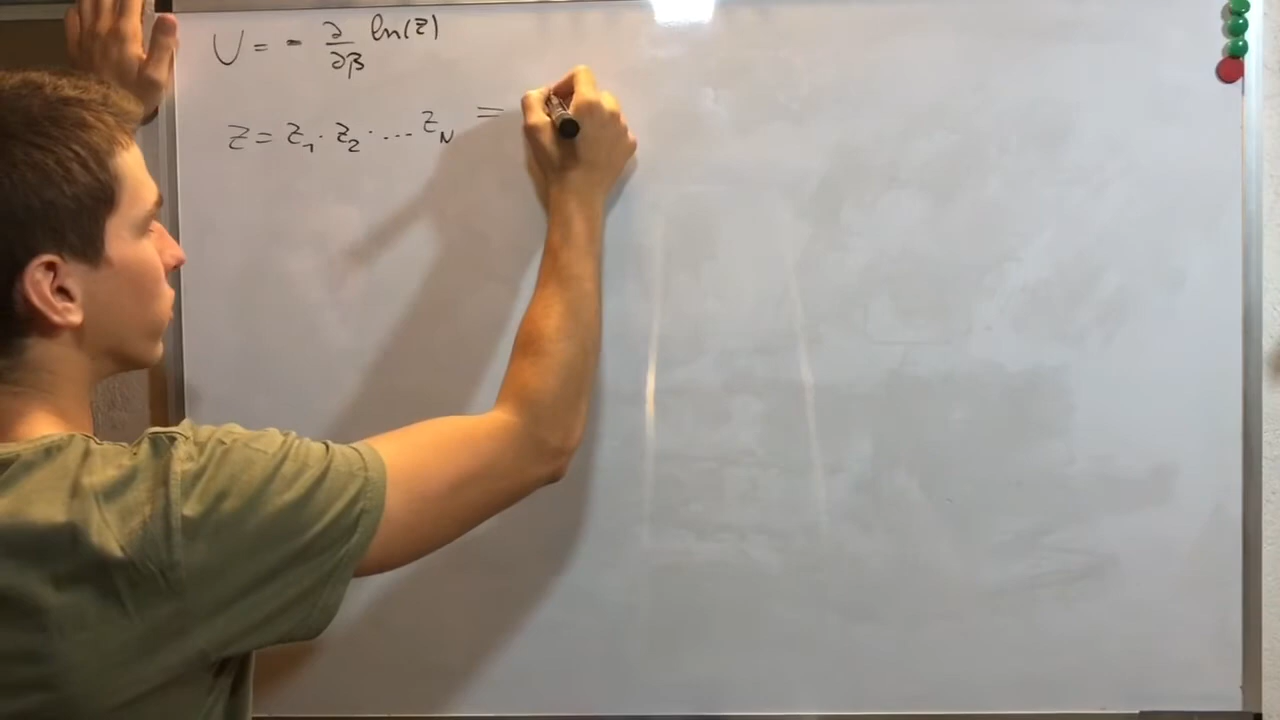 U = - ∂/∂β ln(Z)
Z = Z₁ · Z₂ · ... Z_N =